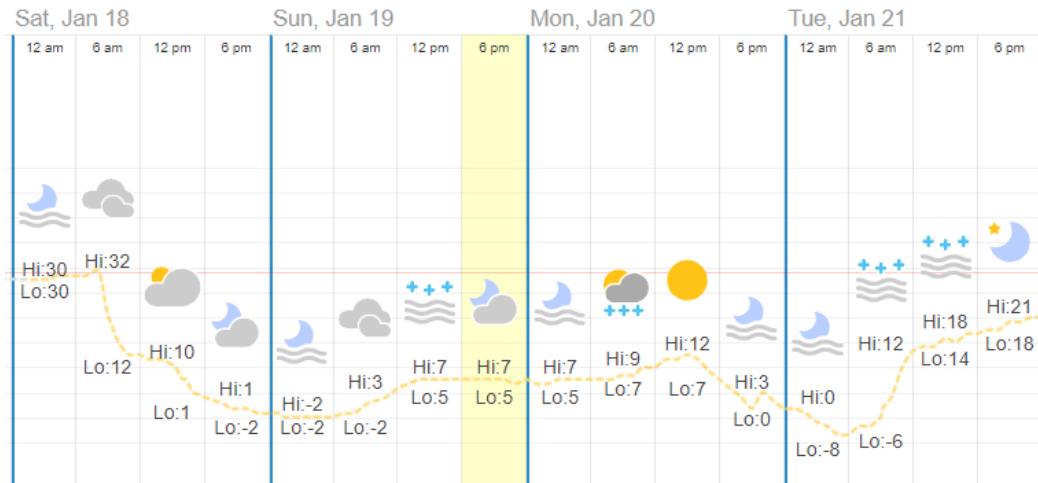 Sat, Jan 18 Sun, Jan 19 Mon, Jan 20 Tue, Jan 21
12 am 6 am 12 pm 6 pm 12 am 6 am 12 pm 6 pm 12 am 6 am 12 pm 6 pm 12 am 6 am 12 pm 6 pm
Hi:30
Lo:30
Hi:32
Lo:12
Hi:10
Lo:1
Hi:1
Lo:-2
Hi:-2
Lo:-2
Hi:3
Lo:-2
Hi:7
Lo:5
Hi:7
Lo:5
Hi:7
Lo:5
Hi:9
Lo:7
Hi:12
Lo:7
Hi:3
Lo:0
Hi:0
Lo:-8
Hi:12
Lo:-6
Hi:18
Lo:14
Hi:21
Lo:18